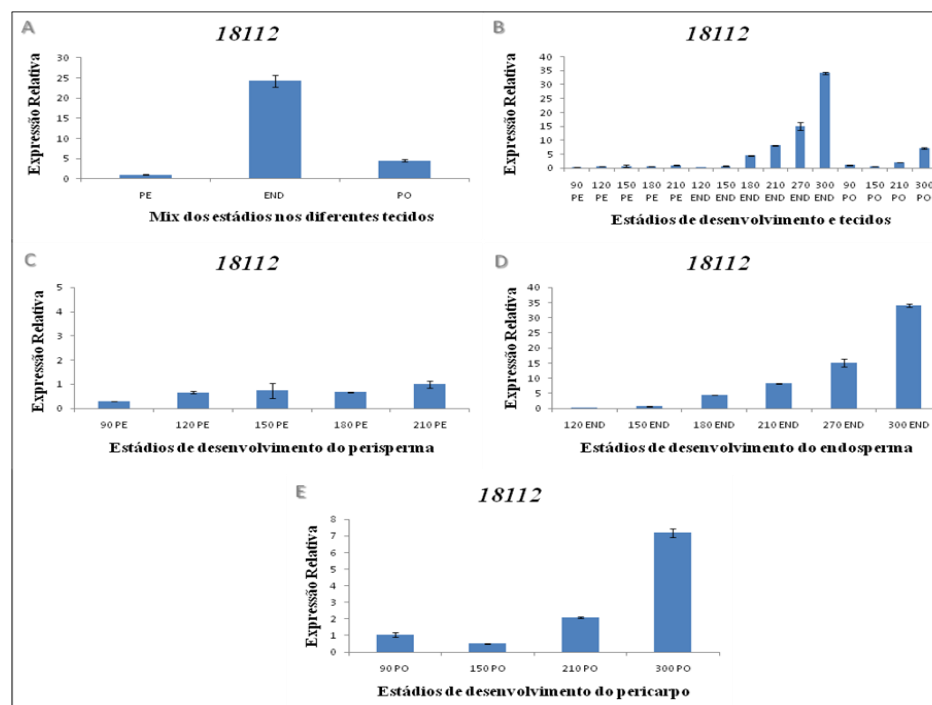 A
18112
Expressão Relativa
30
25
20
15
10
5
0
PE END PO
Mix dos estádios nos diferentes tecidos
B
18112
Expressão Relativa
40
35
30
25
20
15
10
5
0
90 120 150 180 210 120 150 180 210 270 300 90 150 210 300
PE PE PE PE PE END END END END END END PO PO PO PO
Estádios de desenvolvimento e tecidos
C
18112
Expressão Relativa
5
4
3
2
1
0
90 PE 120 PE 150 PE 180 PE 210 PE
Estádios de desenvolvimento do perisperma
D
18112
Expressão Relativa
40
35
30
25
20
15
10
5
0
120 END 150 END 180 END 210 END 270 END 300 END
Estádios de desenvolvimento do endosperma
E
18112
Expressão Relativa
8
7
6
5
4
3
2
1
0
90 PO 150 PO 210 PO 300 PO
Estádios de desenvolvimento do pericarpo